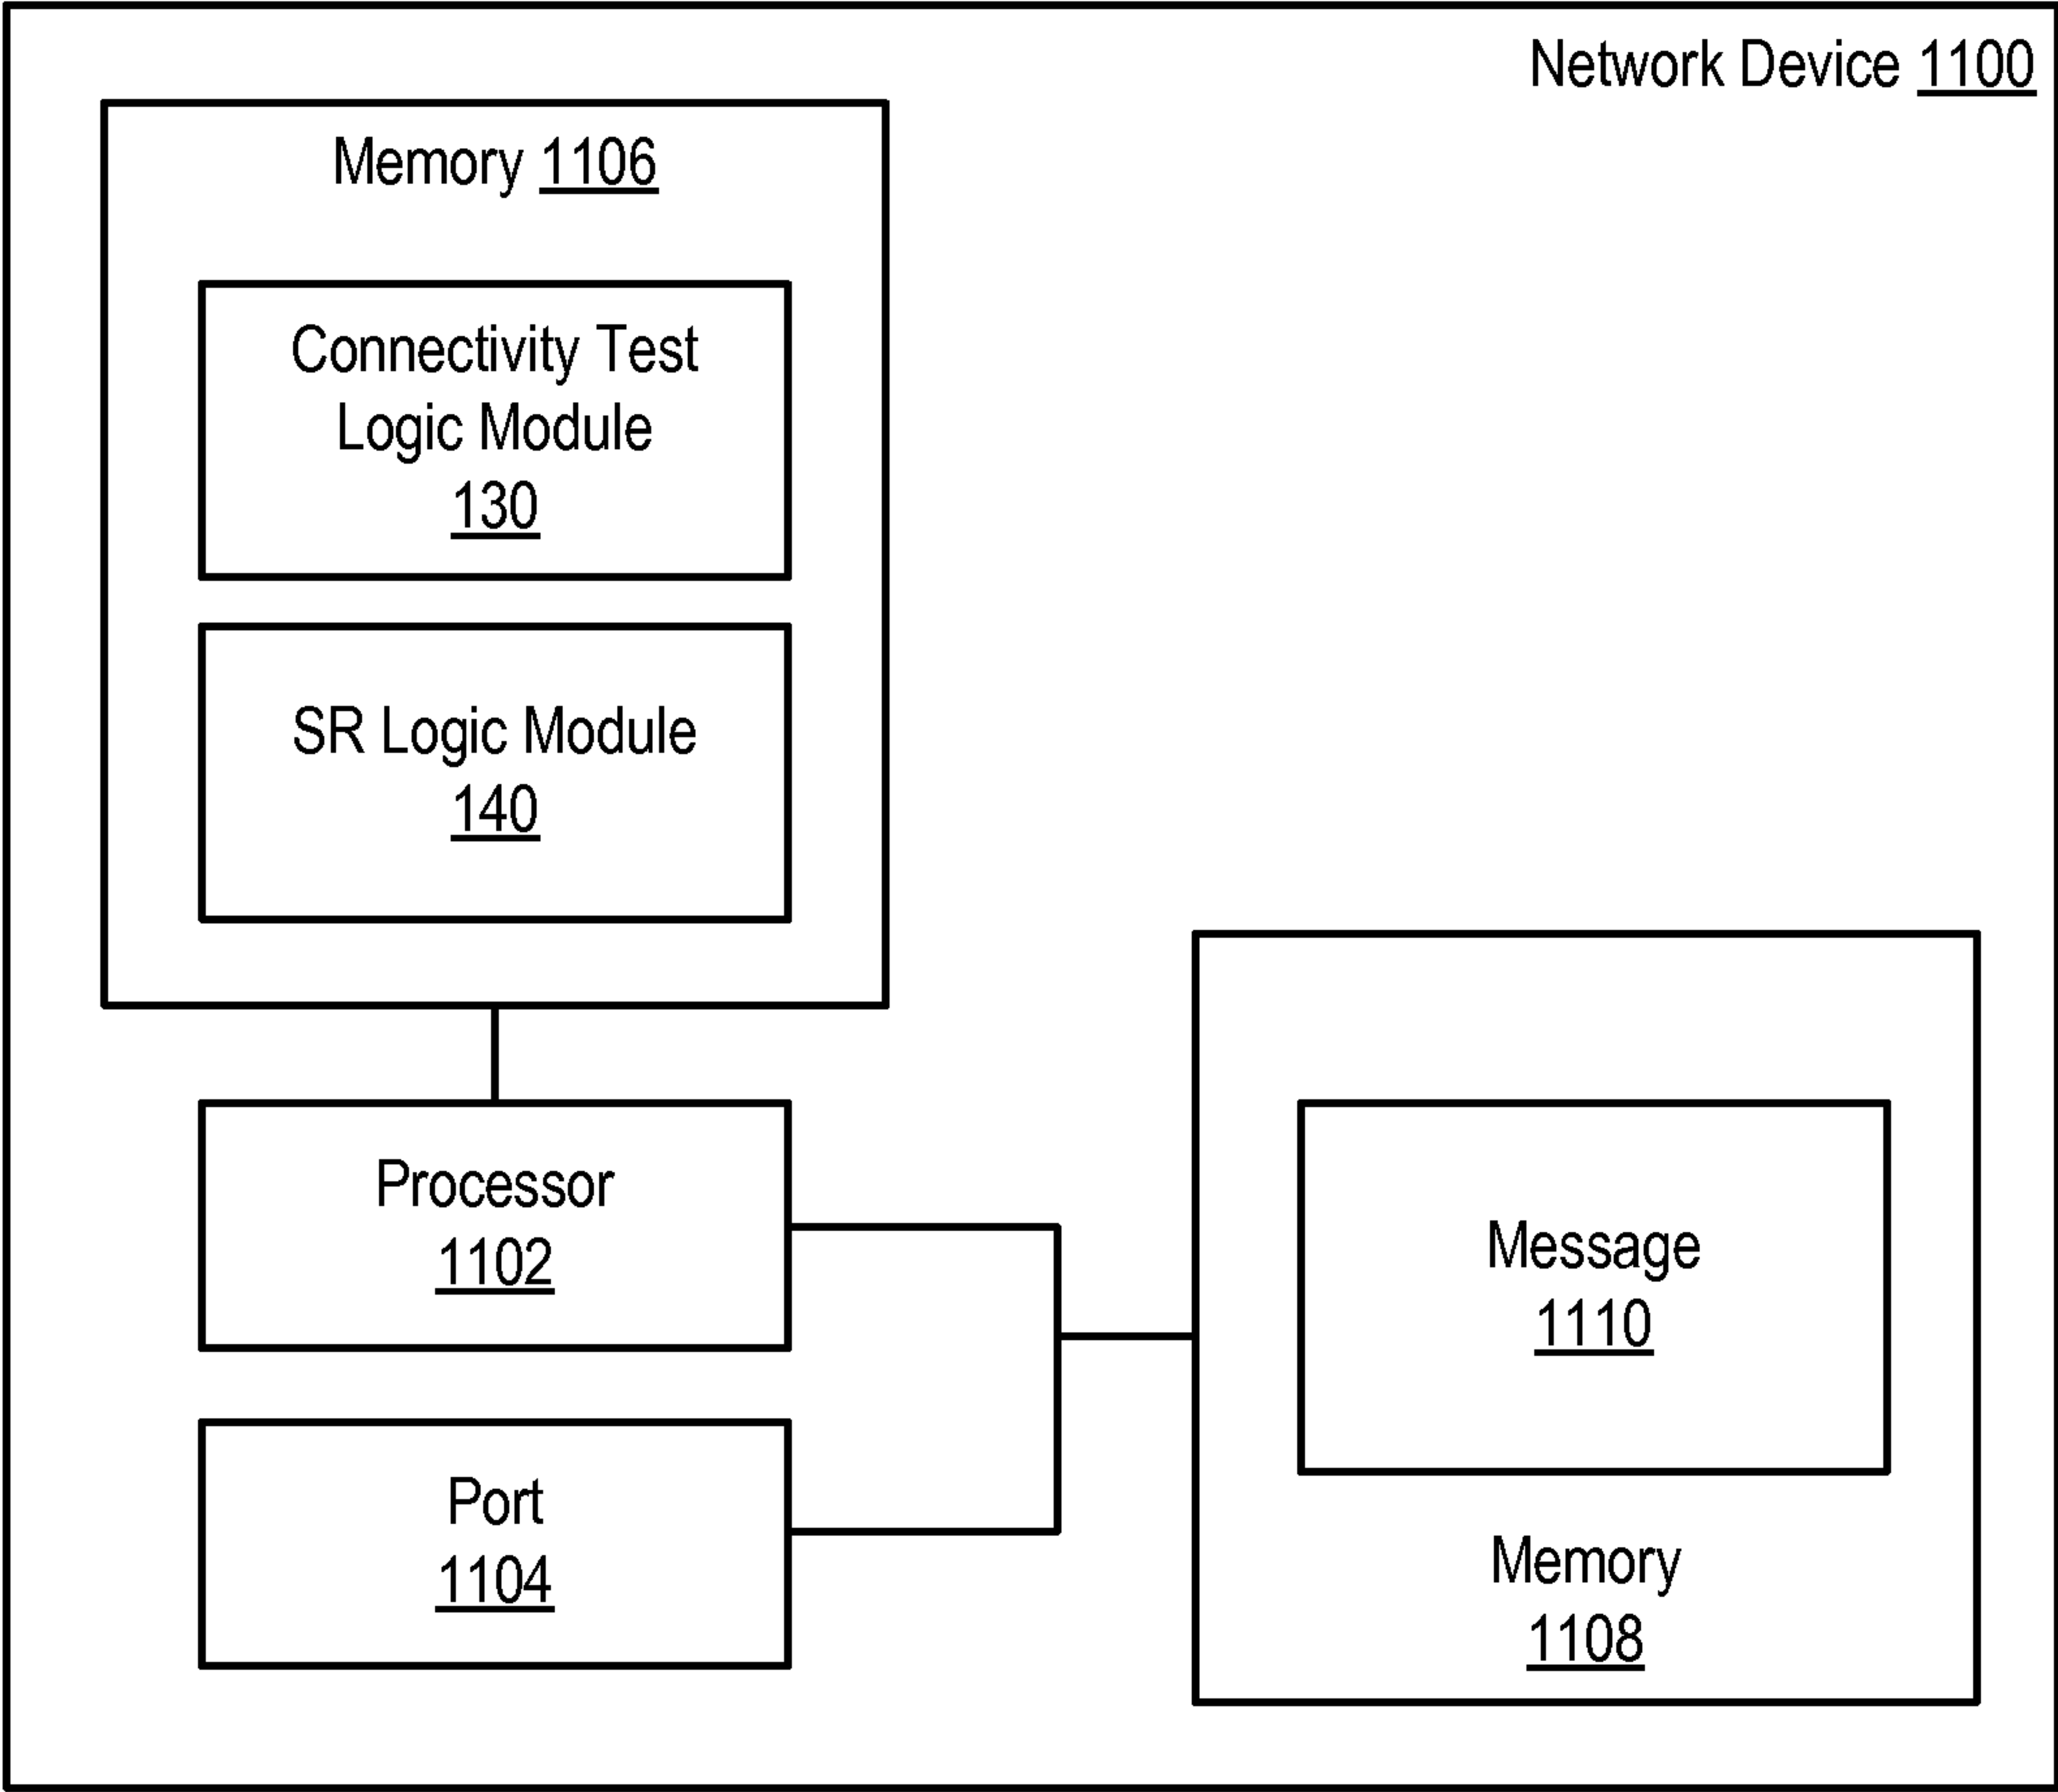 Network Device 1100
Memory 1106
Connectivity Test
Logic Module
130
SR Logic Module
140
Processor
1102
Port
1104
Message
1110
Memory
1108